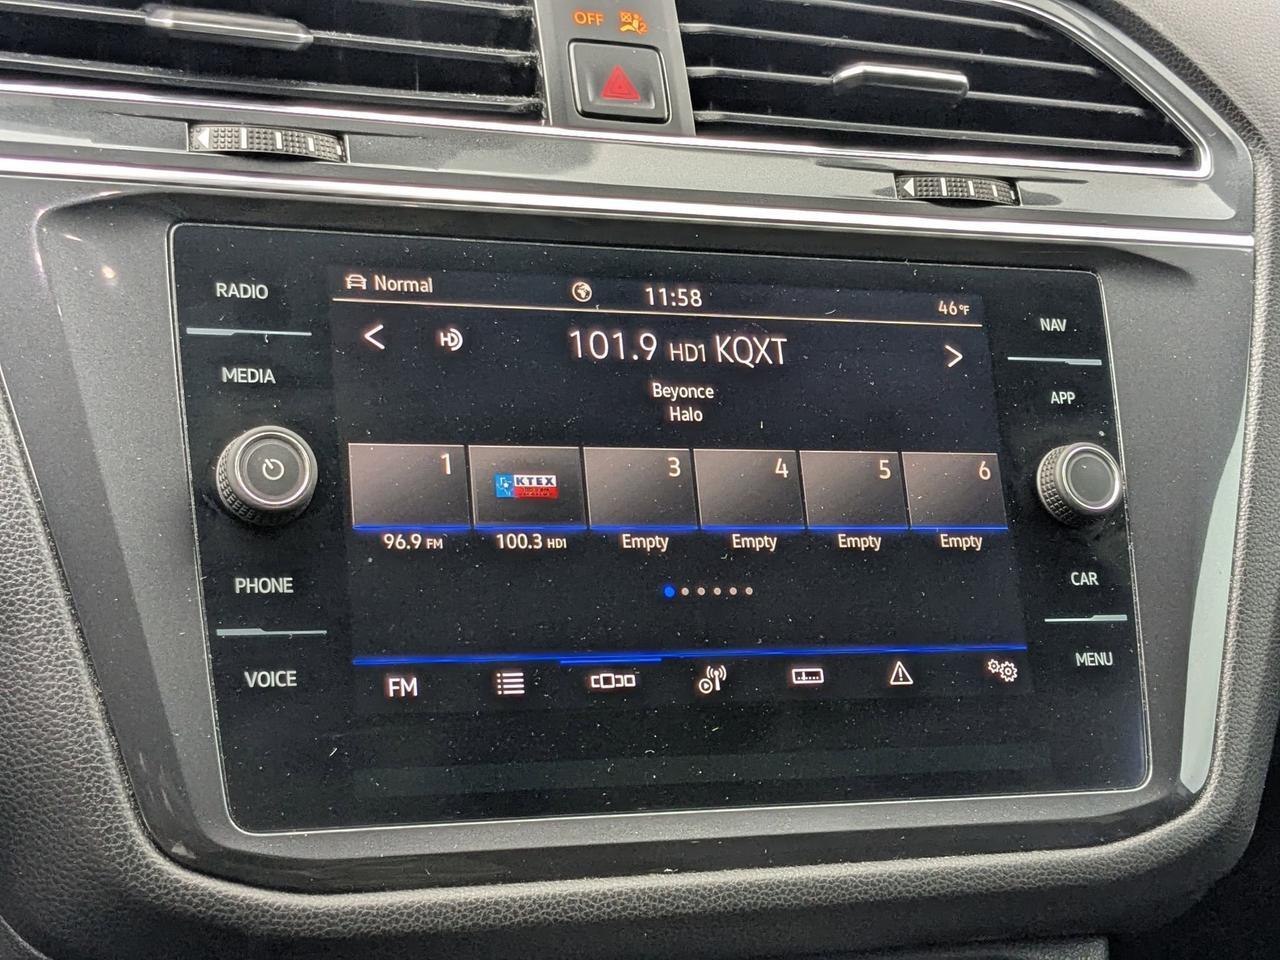 OFF
RADIO
MEDIA
PHONE
VOICE
Normal
11:58
46°F
HD
101.9 HD1 KQXT
Beyonce
Halo
1
KTEX
3
4
5
6
96.9 FM
100.3 HD1
Empty
Empty
Empty
Empty
FM
NAV
APP
CAR
MENU